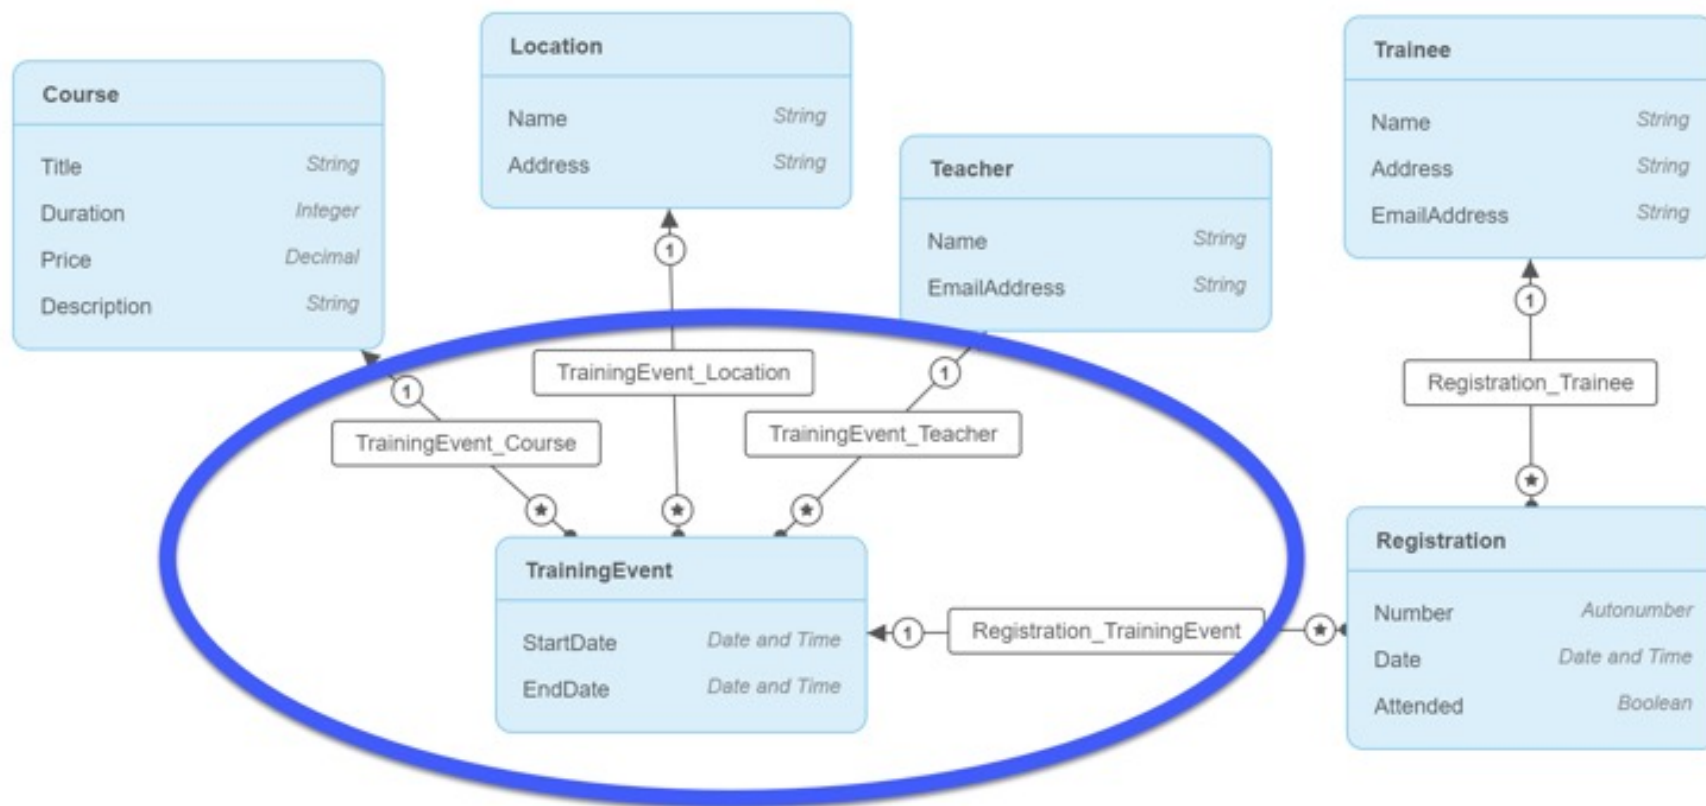 Course
Title String
Duration Integer
Price Decimal
Description String
Location
Name String
Address String
Teacher
Name String
EmailAddress String
Trainee
Name String
Address String
EmailAddress String
1
1
1
1
TrainingEvent_Course
TrainingEvent_Location
TrainingEvent_Teacher
Registration_Trainee
*
*
*
*
TrainingEvent
StartDate Date and Time
EndDate Date and Time
1
Registration_TrainingEvent
*
Registration
Number Autonumber
Date Date and Time
Attended Boolean